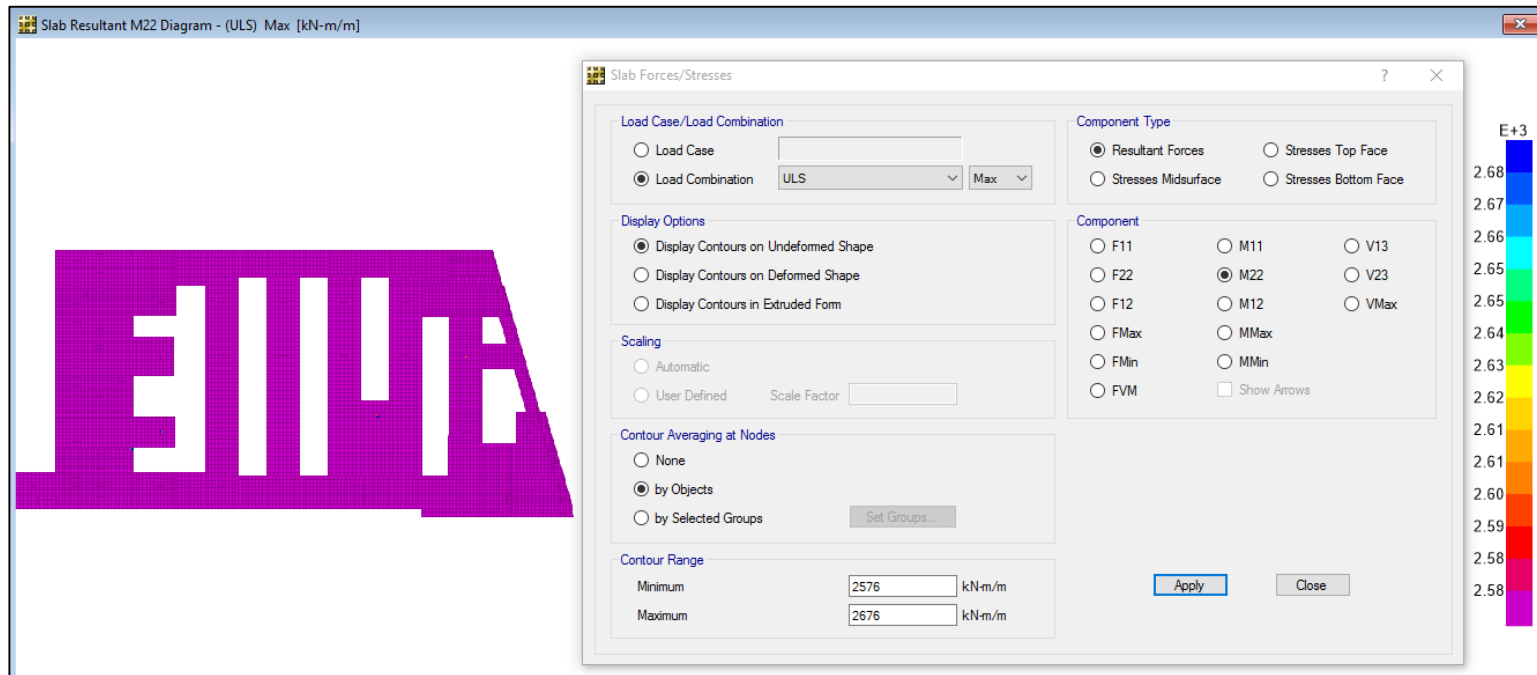 Slab Resultant M22 Diagram - (ULS) Max [kN-m/m]
Slab Forces/Stresses
?
Load Case/Load Combination
Load Case
Load Combination
ULS
Max
Display Options
Display Contours on Undeformed Shape
Display Contours on Deformed Shape
Display Contours in Extruded Form
Scaling
Automatic
User Defined
Scale Factor
Contour Averaging at Nodes
None
by Objects
by Selected Groups
Set Groups...
Contour Range
Minimum
2576
kN-m/m
Maximum
2676
kN-m/m
Component Type
Resultant Forces
Stresses Top Face
Stresses Midsurface
Stresses Bottom Face
Component
F11
M11
V13
F22
M22
V23
F12
M12
VMax
FMax
MMax
FMin
MMin
FVM
Show Arrows
Apply
Close
E+3
2.68
2.67
2.66
2.65
2.65
2.64
2.63
2.62
2.61
2.61
2.60
2.59
2.58
2.58